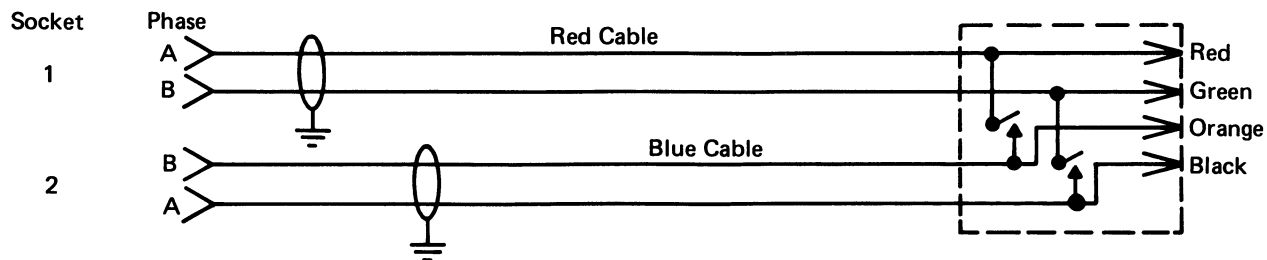 Socket
Phase
Red Cable
A
Red
1
B
Green
Orange
Blue Cable
B
Black
2
A